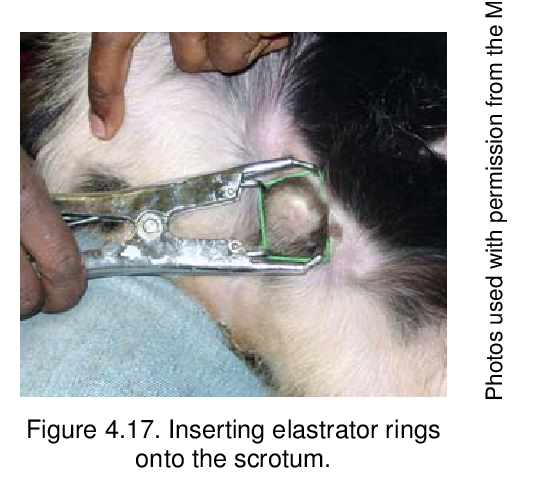 Figure 4.17. Inserting elastrator rings
onto the scrotum.
Photos used with permission from the M